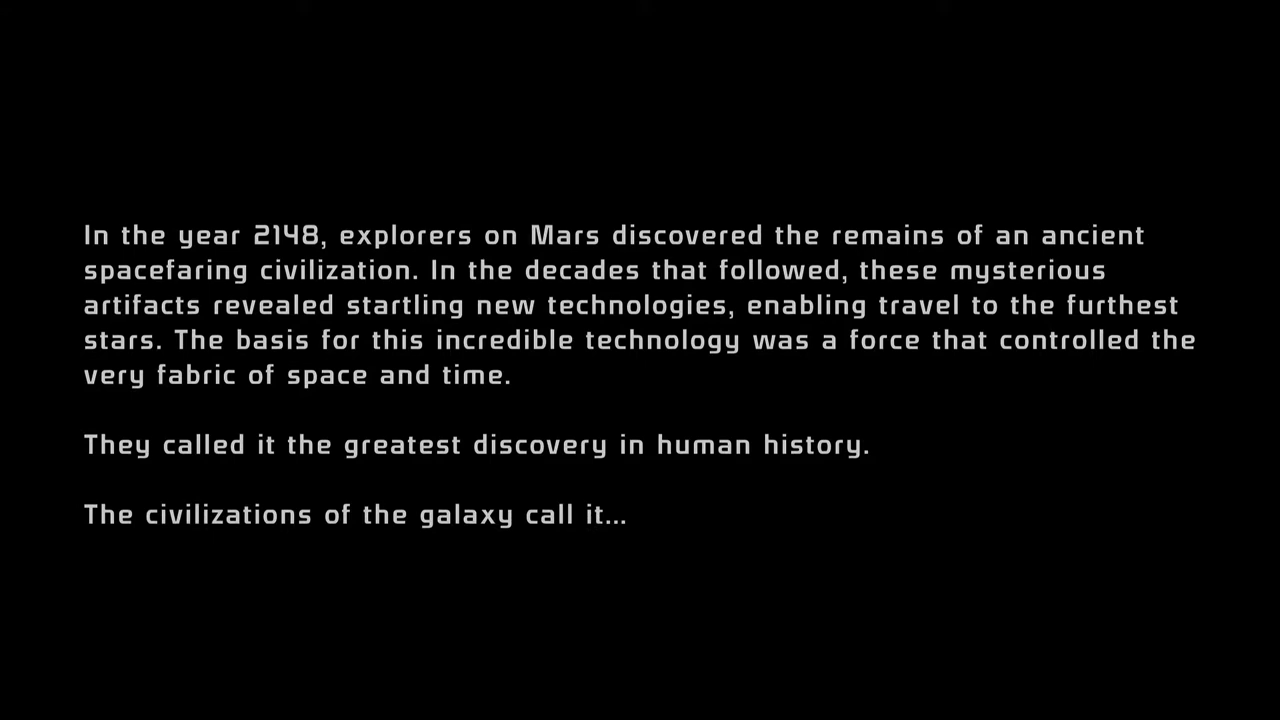 In the year 2148, explorers on Mars discovered the remains of an ancient
spacefaring civilization. In the decades that followed, these mysterious
artifacts revealed startling new technologies, enabling travel to the furthest
stars. The basis for this incredible technology was a force that controlled the
very fabric of space and time.
They called it the greatest discovery in human history.
The civilizations of the galaxy call it...